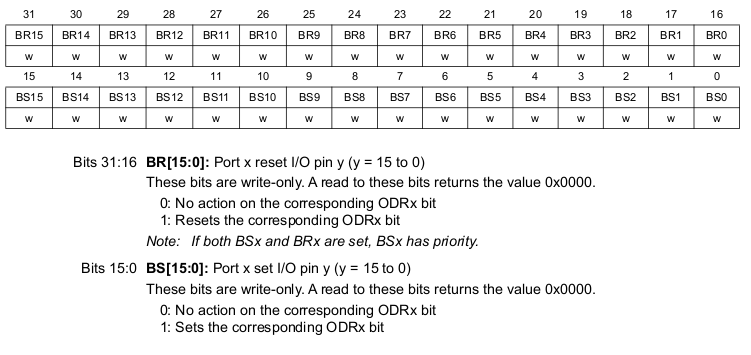 31 30 29 28 27 26 25 24 23 22 21 20 19 18 17 16
BR15 BR14 BR13 BR12 BR11 BR10 BR9 BR8 BR7 BR6 BR5 BR4 BR3 BR2 BR1 BR0
w w w w w w w w w w w w w w w w
15 14 13 12 11 10 9 8 7 6 5 4 3 2 1 0
BS15 BS14 BS13 BS12 BS11 BS10 BS9 BS8 BS7 BS6 BS5 BS4 BS3 BS2 BS1 BS0
w w w w w w w w w w w w w w w w
Bits 31:16 BR[15:0]: Port x reset I/O pin y (y = 15 to 0)
These bits are write-only. A read to these bits returns the value 0x0000.
0: No action on the corresponding ODRx bit
1: Resets the corresponding ODRx bit
Note: If both BSx and BRx are set, BSx has priority.
Bits 15:0 BS[15:0]: Port x set I/O pin y (y = 15 to 0)
These bits are write-only. A read to these bits returns the value 0x0000.
0: No action on the corresponding ODRx bit
1: Sets the corresponding ODRx bit